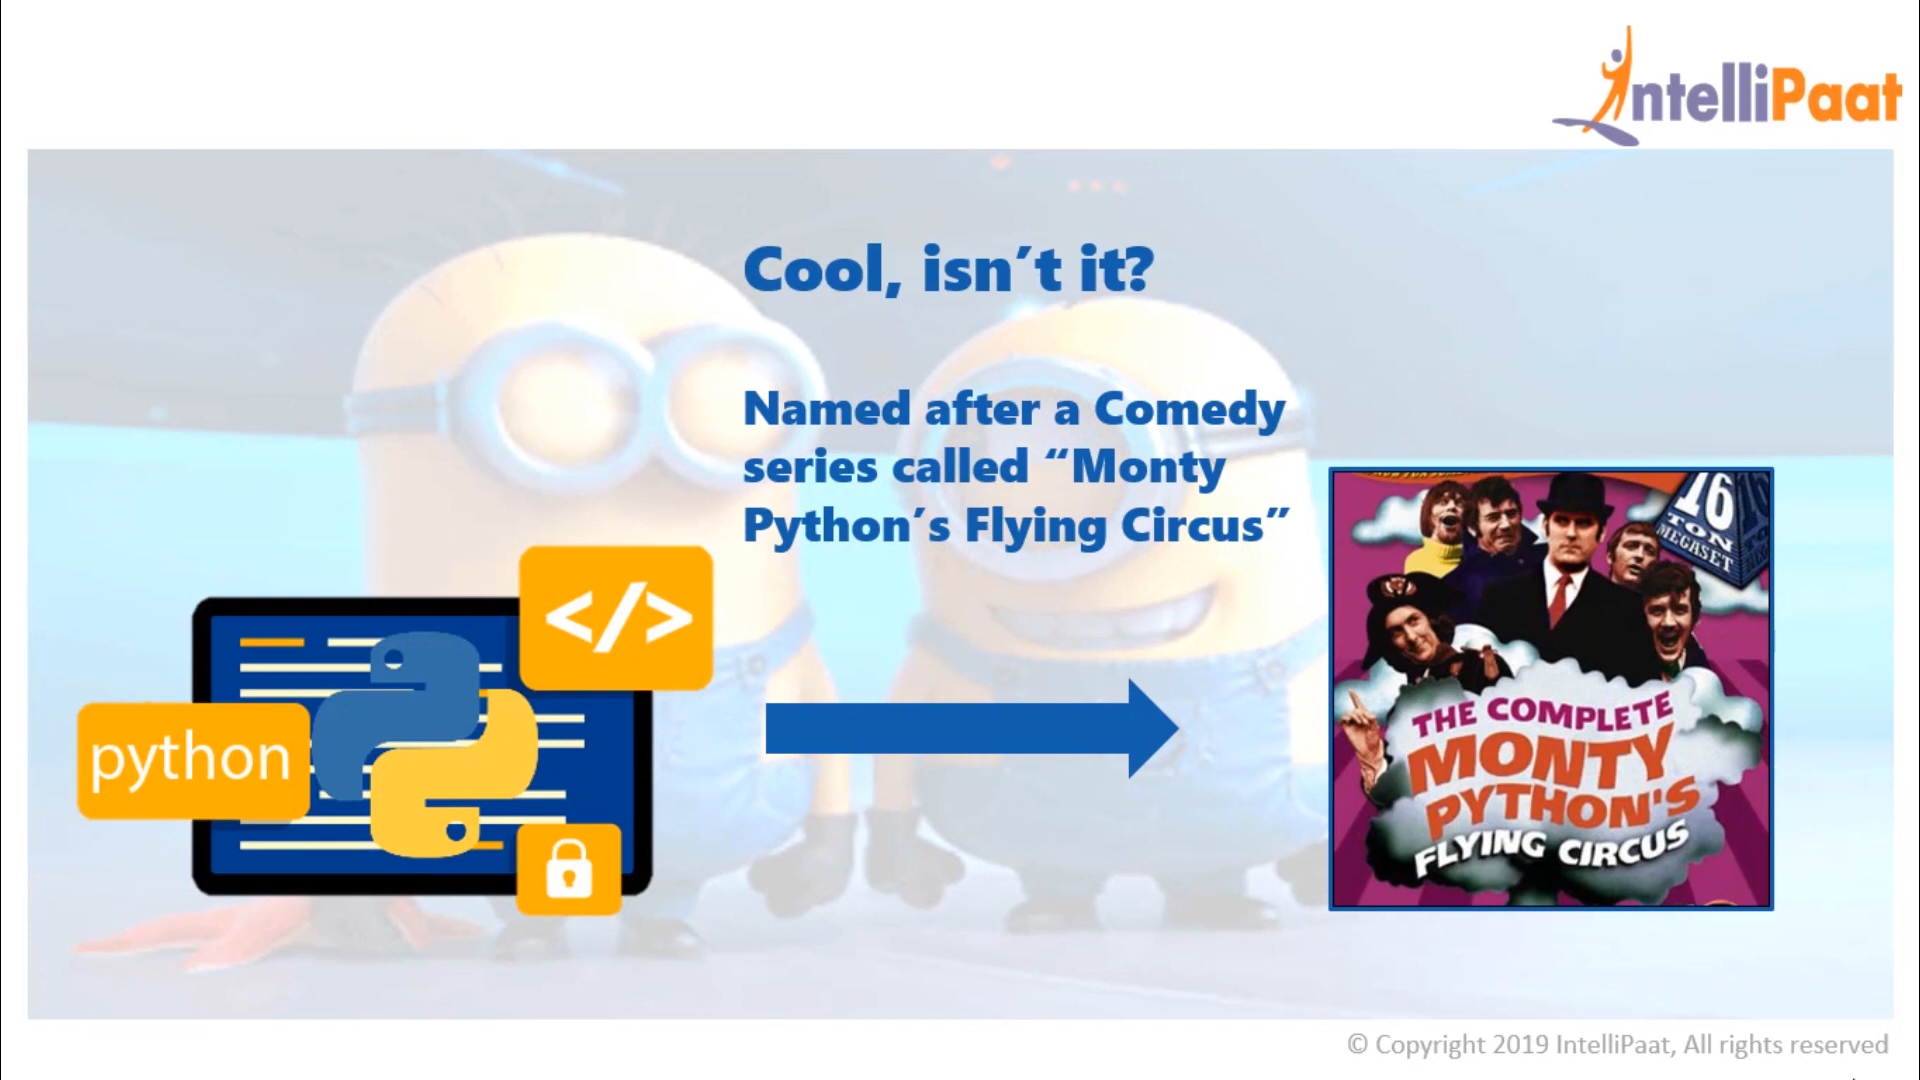 IntelliPaat
Cool, isn´t it?
Named after a Comedy
series called “Monty
Python´s Flying Circus”
</>
python
16
TON
MEGASET
THE COMPLETE
MONTY
PYTHON'S
FLYING CIRCUS
© Copyright 2019 IntelliPaat, All rights reserved